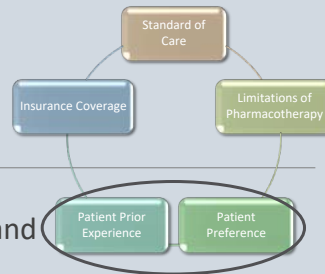 Standard of
Care
Insurance Coverage
Limitations of
Pharmacotherapy
and
Patient Prior
Experience
Patient
Preference